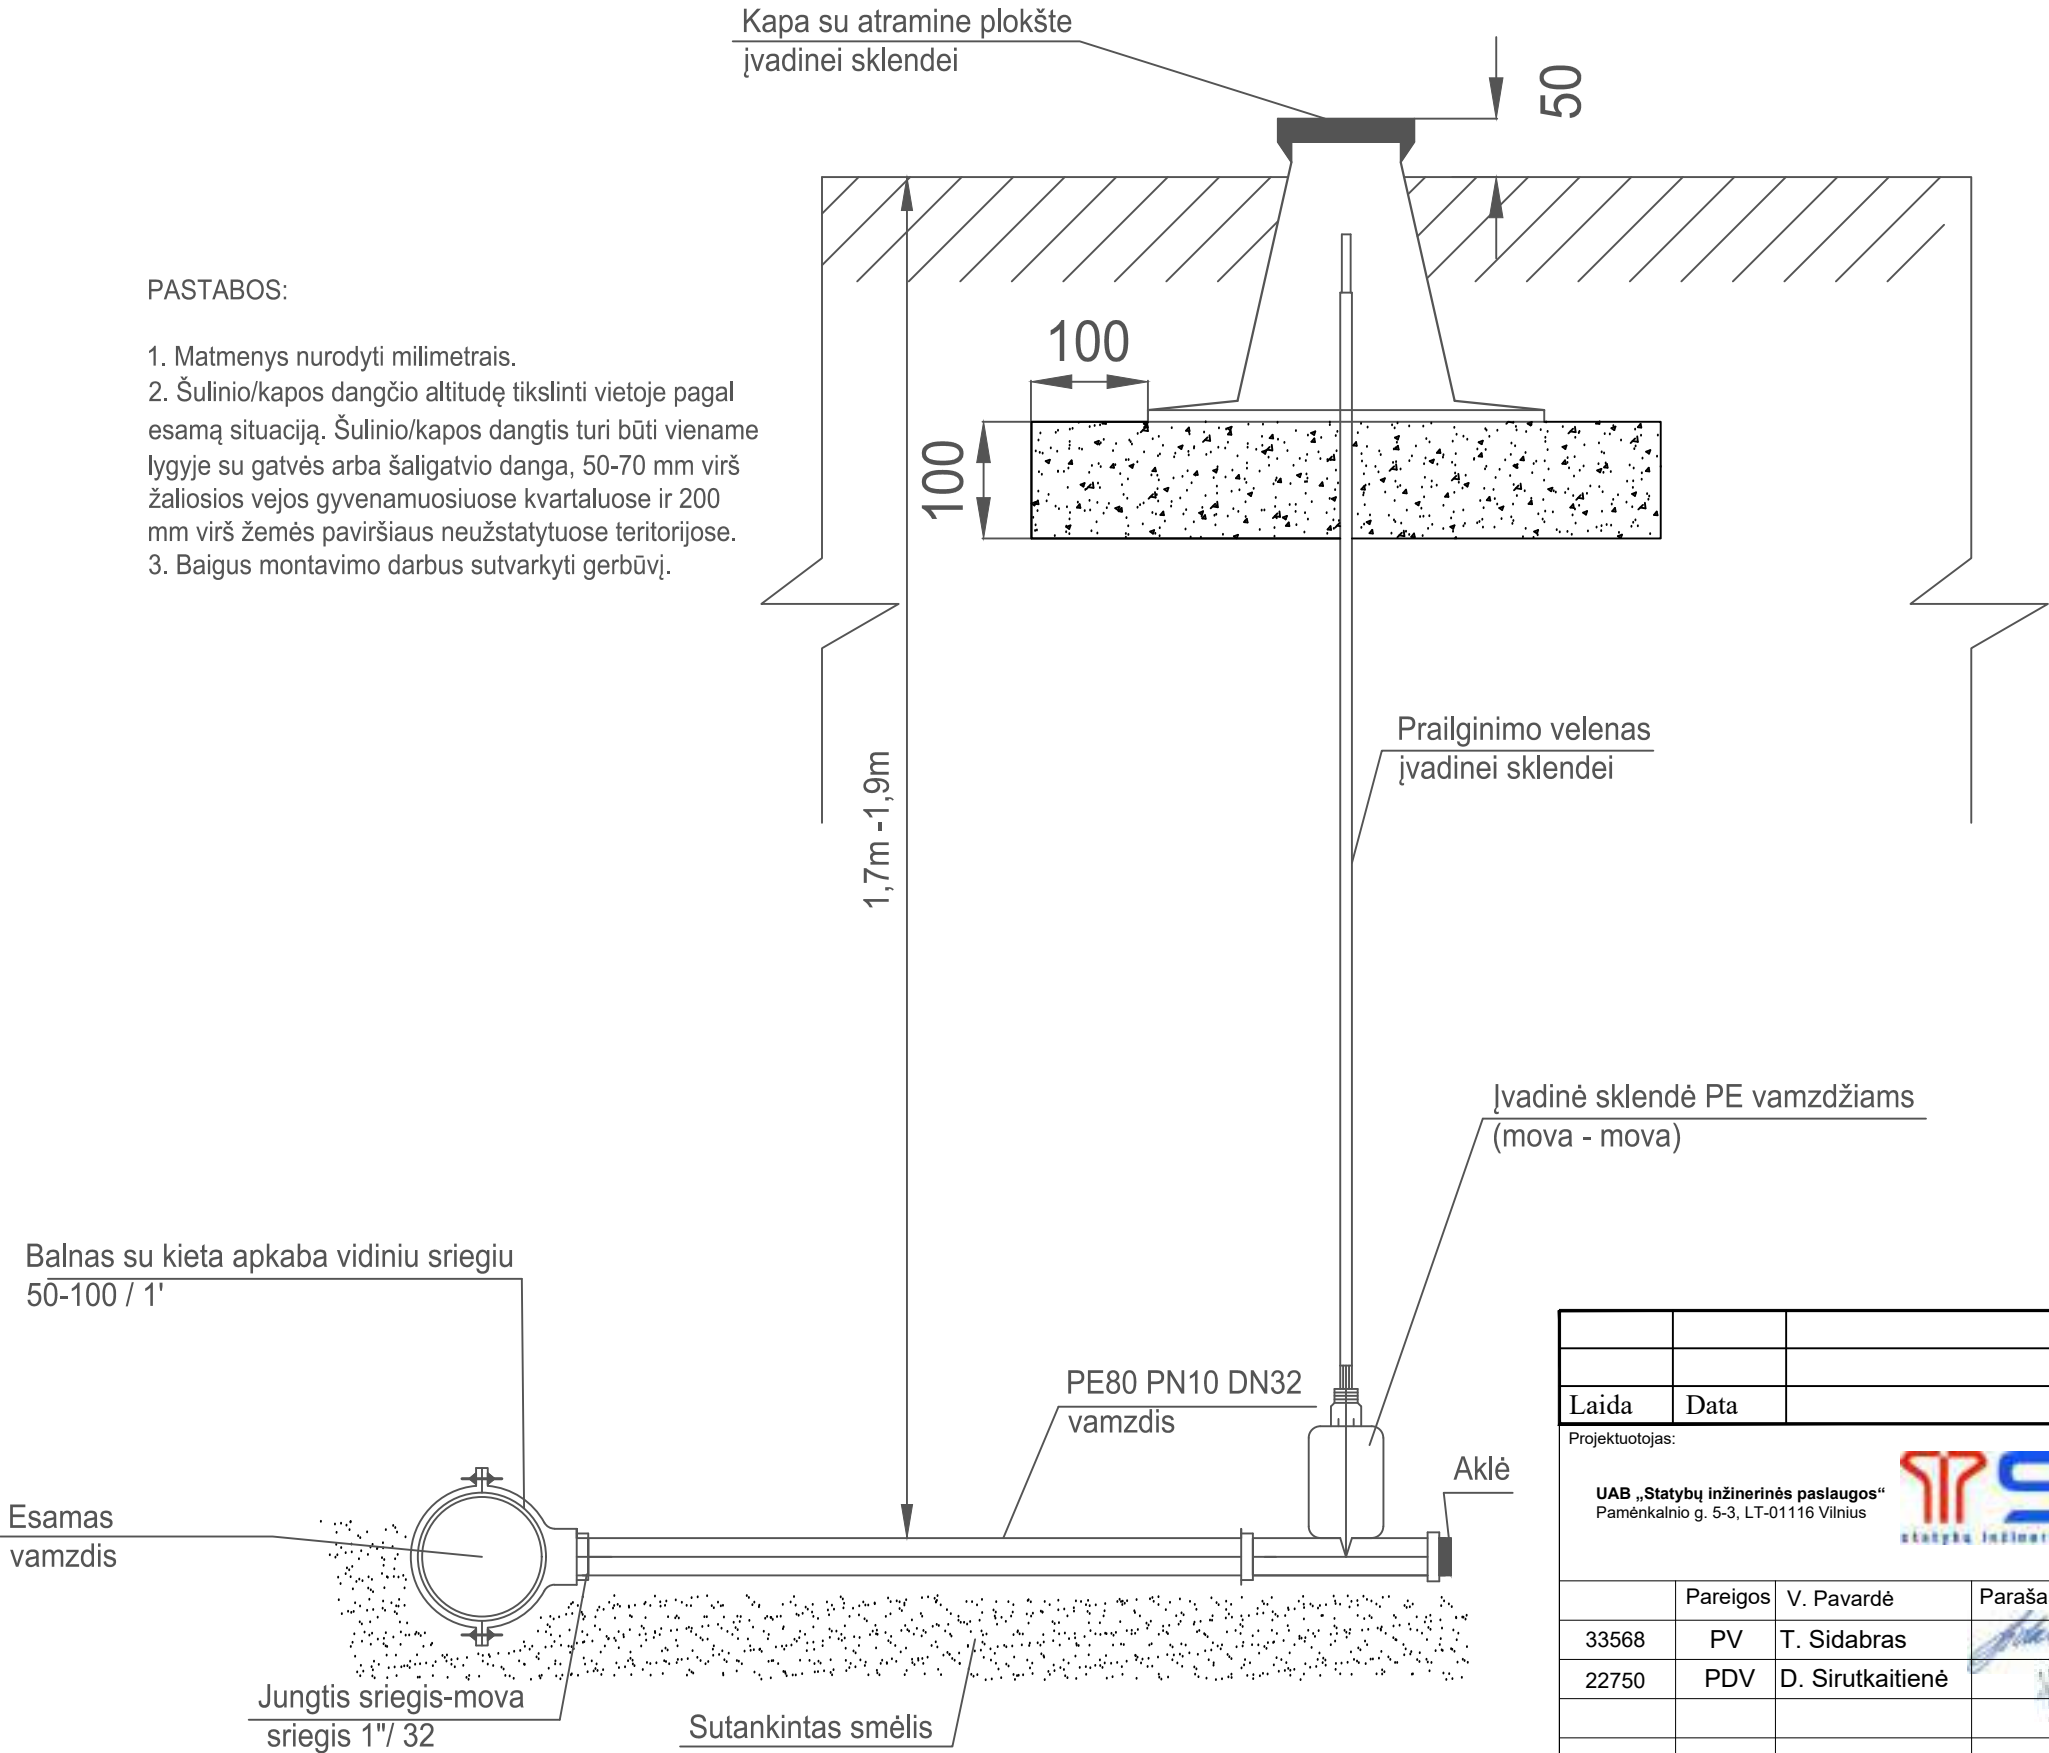 Kapa su atramine plokšte
įvadinei sklendei
50
PASTABOS:
1. Matmenys nurodyti milimetrais.
2. Šulinio/kapos dangčio altitudę tikslinti vietoje pagal
esamą situaciją. Šulinio/kapos dangtis turi būti viename
lygyje su gatvės arba šaligatvio danga, 50-70 mm virš
žaliosios vejos gyvenamuosiuose kvartaluose ir 200
mm virš žemės paviršiaus neužstatytuose teritorijose.
3. Baigus montavimo darbus sutvarkyti gerbūvį.
100
100
1,7m -1,9m
Prailginimo velenas
įvadinei sklendei
Įvadinė sklendė PE vamzdžiams
(mova - mova)
Balnas su kieta apkaba vidiniu sriegiu
50-100 / 1'
PE80 PN10 DN32
vamzdis
Aklė
Esamas
vamzdis
Jungtis sriegis-mova
sriegis 1"/ 32
Sutankintas smėlis
Laida Data
Projektuotojas:
UAB „Statybų inžinerinės paslaugos“
Pamėnkalnio g. 5-3, LT-01116 Vilnius
Pareigos V. Pavardė Paraša
33568 PV T. Sidabras
22750 PDV D. Sirutkaitienė